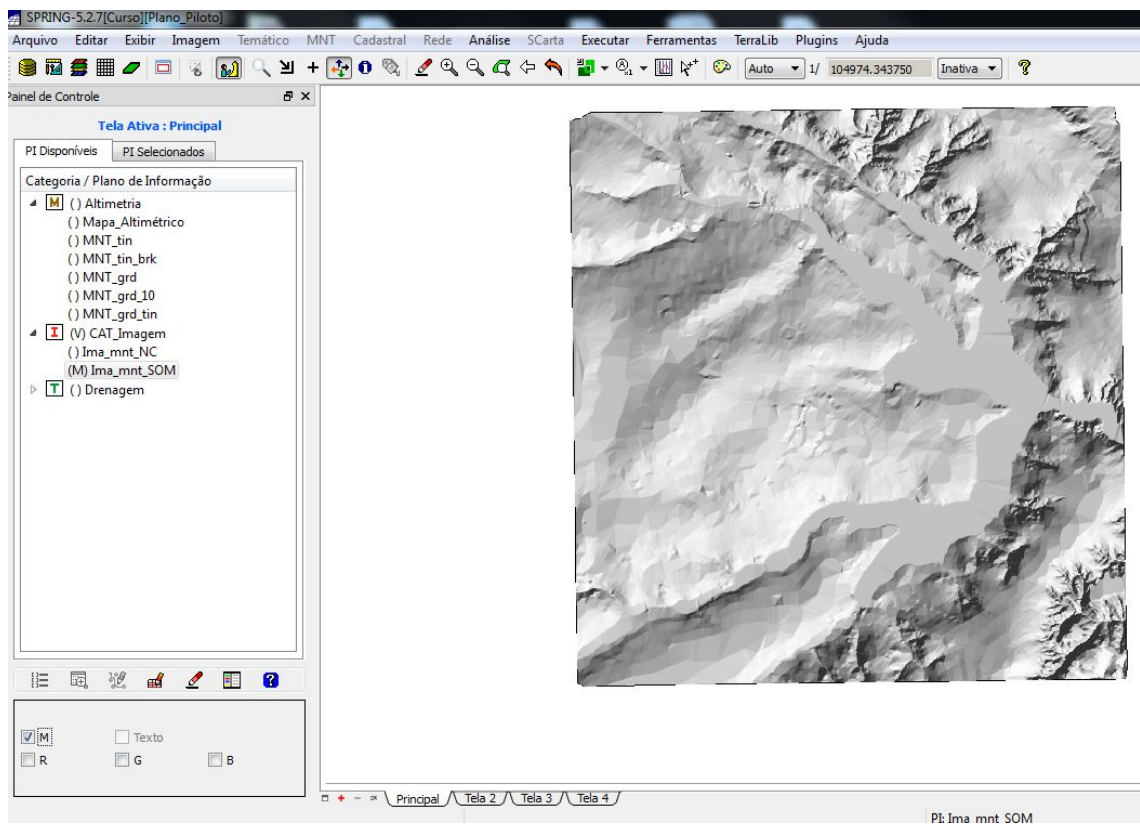 SPRING-5.2.7[Curso][Plano_Piloto]
Arquivo Editar Exibir Imagem Temático MNT Cadastral Rede Análise SCarta Executar Ferramentas TerraLib Plugins Ajuda
Auto 1/ 104974.343750 Inativa
Painel de Controle
Tela Ativa : Principal
PI Disponíveis PI Selecionados
Categoria / Plano de Informação
M () Altimetria
() Mapa_Altimétrico
() MNT_tin
() MNT_tin_brk
() MNT_grd
() MNT_grd_10
() MNT_grd_tin
I (V) CAT_Imagem
() Ima_mnt_NC
(M) Ima_mnt_SOM
T () Drenagem
M Texto
R G B
Principal Tela 2 Tela 3 Tela 4
PI: Ima_mnt_SOM